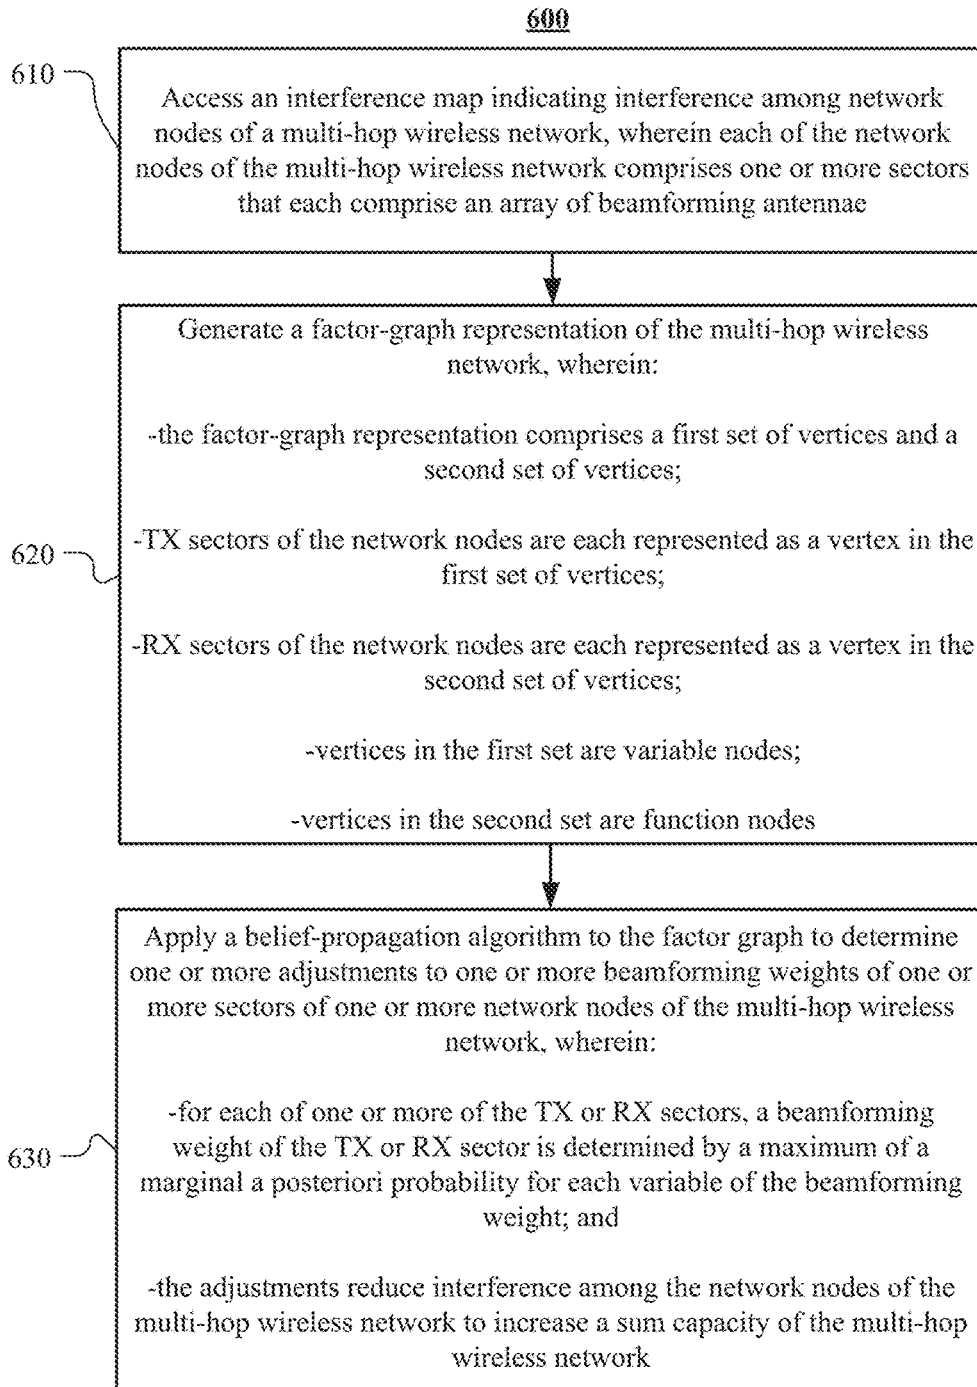 600
610
Access an interference map indicating interference among network
nodes of a multi-hop wireless network, wherein each of the network
nodes of the multi-hop wireless network comprises one or more sectors
that each comprise an array of beamforming antennae
620
Generate a factor-graph representation of the multi-hop wireless
network, wherein:
-the factor-graph representation comprises a first set of vertices and a
second set of vertices;
-TX sectors of the network nodes are each represented as a vertex in the
first set of vertices;
-RX sectors of the network nodes are each represented as a vertex in the
second set of vertices;
-vertices in the first set are variable nodes;
-vertices in the second set are function nodes
630
Apply a belief-propagation algorithm to the factor graph to determine
one or more adjustments to one or more beamforming weights of one or
more sectors of one or more network nodes of the multi-hop wireless
network, wherein:
-for each of one or more of the TX or RX sectors, a beamforming
weight of the TX or RX sector is determined by a maximum of a
marginal a posteriori probability for each variable of the beamforming
weight; and
-the adjustments reduce interference among the network nodes of the
multi-hop wireless network to increase a sum capacity of the multi-hop
wireless network